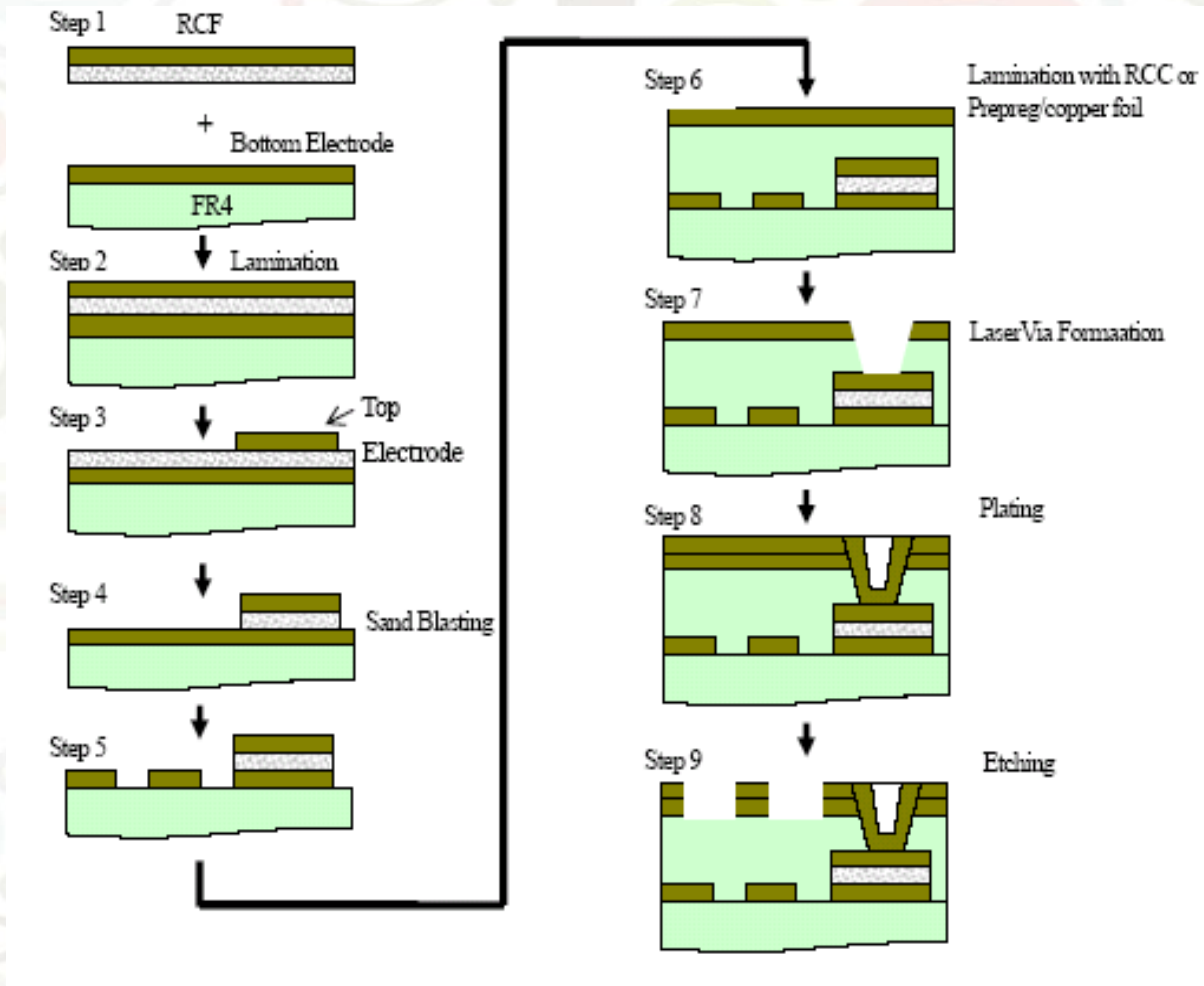 Step 1
RCF
+
Bottom Electrode
FR4
Step 2
Lamination
Step 3
Top
Electrode
Step 4
Sand Blasting
Step 5
Step 6
Lamination with RCC or
Prepreg/copper foil
Step 7
LaserVia Formaation
Step 8
Plating
Step 9
Etching